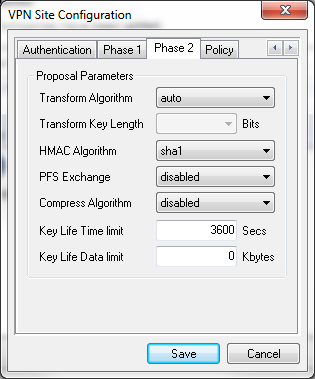 VPN Site Configuration
Authentication Phase 1 Phase 2 Policy
Proposal Parameters
Transform Algorithm auto
Transform Key Length Bits
HMAC Algorithm sha1
PFS Exchange disabled
Compress Algorithm disabled
Key Life Time limit 3600 Secs
Key Life Data limit 0 Kbytes
Save Cancel